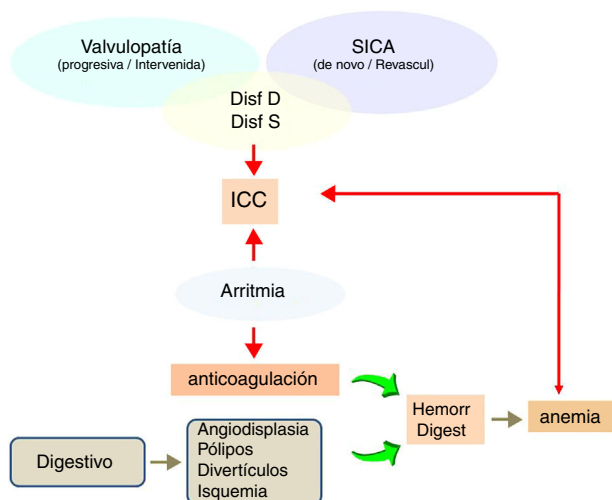 Valvulopatía
(progresiva / Intervenida)
SICA
(de novo / Revascul)
Disf D
Disf S
ICC
Arritmia
anticoagulación
Hemorr
Digest
anemia
Digestivo
Angiodisplasia
Pólipos
Divertículos
Isquemia